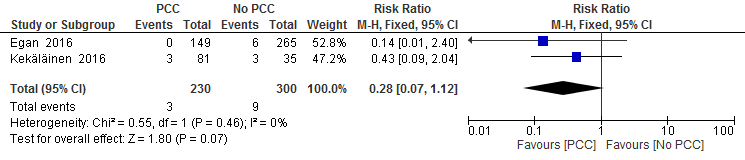 PCC No PCC Risk Ratio Risk Ratio
Study or Subgroup Events Total Events Total Weight M-H, Fixed, 95% CI M-H, Fixed, 95% CI
Egan 2016 0 149 6 265 52.8% 0.14 [0.01, 2.40]
Kekäläinen 2016 3 81 3 35 47.2% 0.43 [0.09, 2.04]
Total (95% CI) 230 300 100.0% 0.28 [0.07, 1.12]
Total events 3 9
Heterogeneity: Chi² = 0.55, df = 1 (P = 0.46); I² = 0%
Test for overall effect: Z = 1.80 (P = 0.07)
0.01 0.1 1 10 100
Favours [PCC] Favours [No PCC]